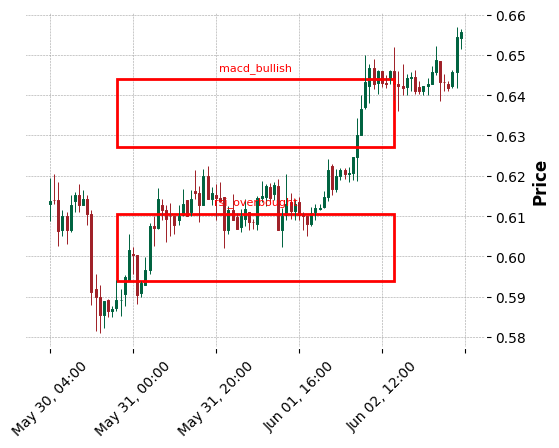 0.66
0.65
macd_bullish
0.64
0.63
0.62
rsi_overbought
0.61
0.60
0.59
0.58
Price
May 30, 04:00
May 31, 00:00
May 31, 20:00
Jun 01, 16:00
Jun 02, 12:00